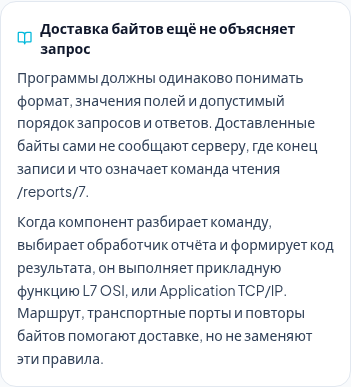 Доставка байтов ещё не объясняет
запрос
Программы должны одинаково понимать
формат, значения полей и допустимый
порядок запросов и ответов. Доставленные
байты сами не сообщают серверу, где конец
записи и что означает команда чтения
/reports/7.
Когда компонент разбирает команду,
выбирает обработчик отчёта и формирует код
результата, он выполняет прикладную
функцию L7 OSI, или Application TCP/IP.
Маршрут, транспортные порты и повторы
байтов помогают доставке, но не заменяют
эти правила.